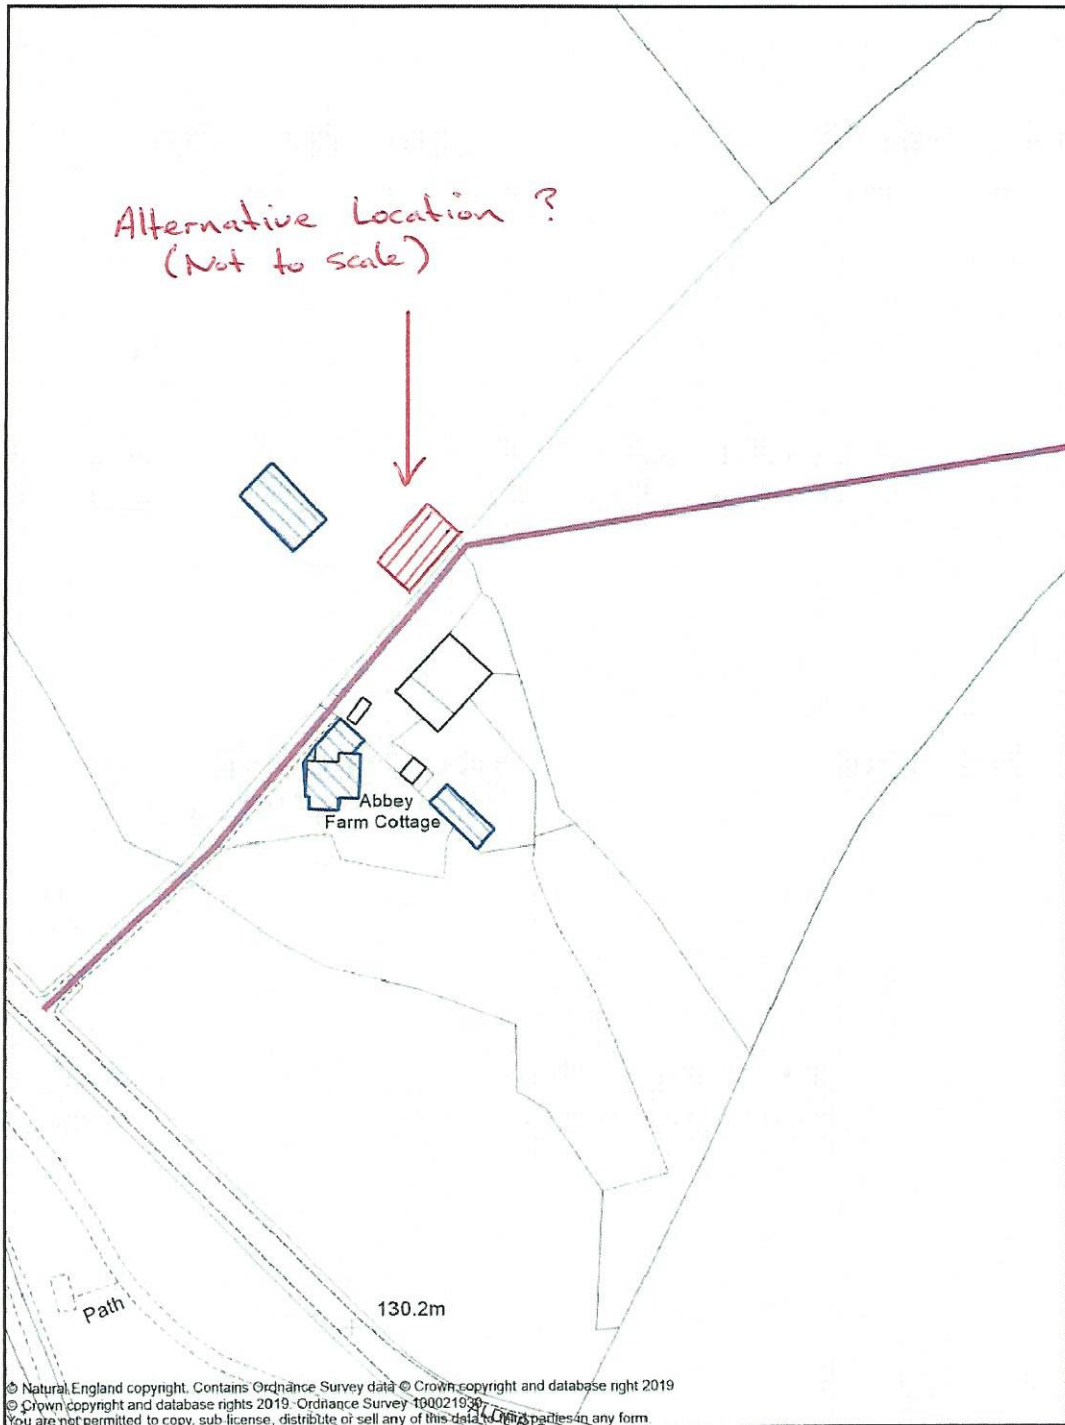 Alternative Location ?
(Not to scale)
Abbey
Farm Cottage
Path
130.2m
© Natural England copyright. Contains Ordnance Survey data © Crown copyright and database right 2019
© Crown copyright and database rights 2019. Ordnance Survey 100021930.
You are not permitted to copy, sub-license, distribute or sell any of this data to third parties in any form